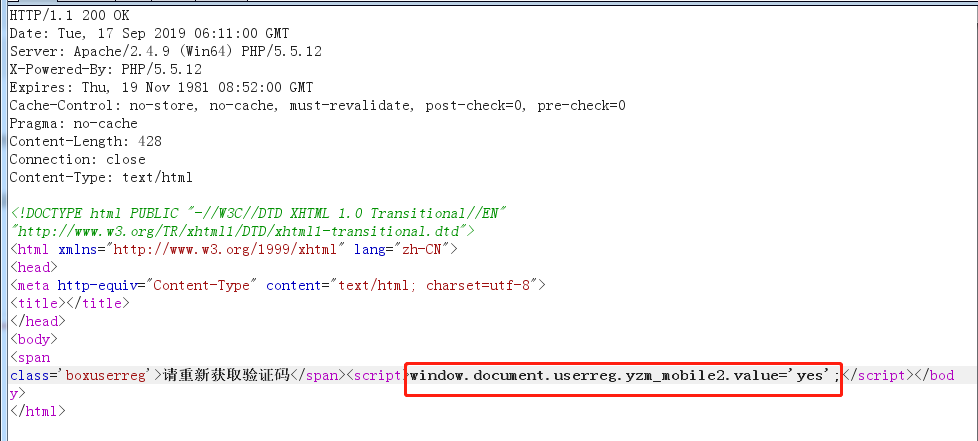 HTTP/1.1 200 OK
Date: Tue, 17 Sep 2019 06:11:00 GMT
Server: Apache/2.4.9 (Win64) PHP/5.5.12
X-Powered-By: PHP/5.5.12
Expires: Thu, 19 Nov 1981 08:52:00 GMT
Cache-Control: no-store, no-cache, must-revalidate, post-check=0, pre-check=0
Pragma: no-cache
Content-Length: 428
Connection: close
Content-Type: text/html

<!DOCTYPE html PUBLIC "-//W3C//DTD XHTML 1.0 Transitional//EN"
"http://www.w3.org/TR/xhtml1/DTD/xhtml1-transitional.dtd">
<html xmlns="http://www.w3.org/1999/xhtml" lang="zh-CN">
<head>
<meta http-equiv="Content-Type" content="text/html; charset=utf-8">
<title></title>
</head>
<body>
<span
class='boxuserreg'>请重新获取验证码</span><script>window.document.userreg.yzm_mobile2.value='yes';</script></bod
y>
</html>